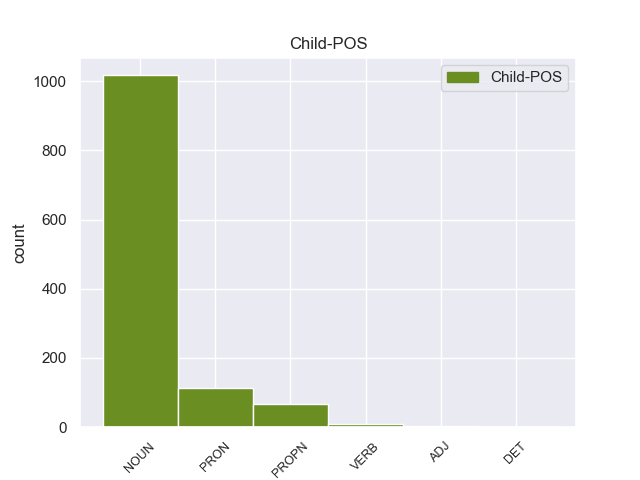 Child-POS
Child-POS
1000
800
600
400
200
0
count
NOUN
PRON
PROPN
VERB
ADJ
DET